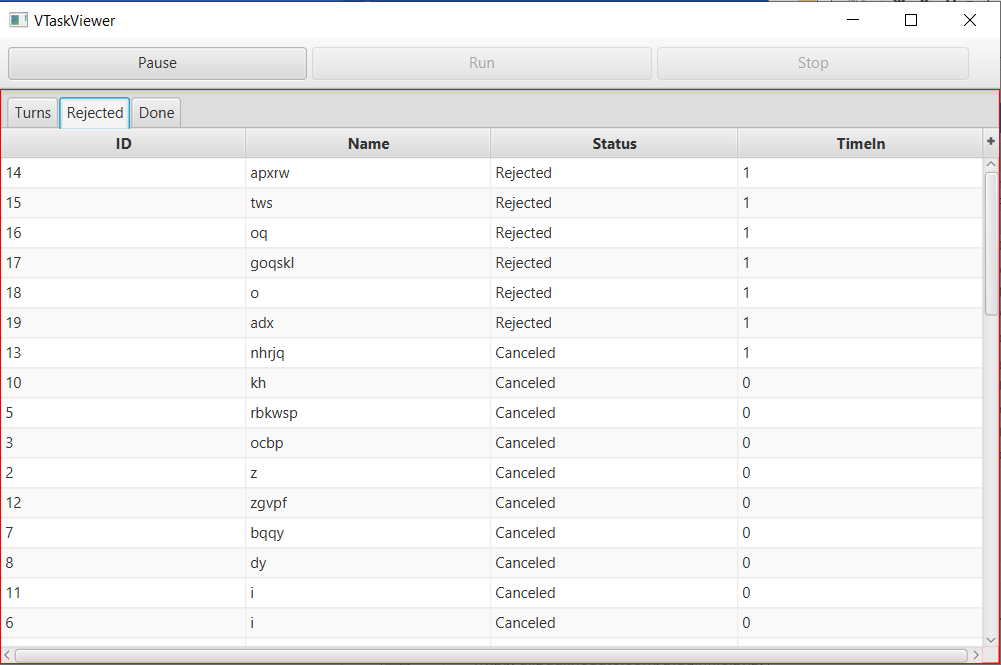 VTaskViewer
Pause Run Stop
Turns Rejected Done
ID Name Status TimeIn +
14 apxrw Rejected 1
15 tws Rejected 1
16 oq Rejected 1
17 goqskl Rejected 1
18 o Rejected 1
19 adx Rejected 1
13 nhrjq Canceled 1
10 kh Canceled 0
5 rbkwsp Canceled 0
3 ocbp Canceled 0
2 z Canceled 0
12 zgvpf Canceled 0
7 bqqy Canceled 0
8 dy Canceled 0
11 i Canceled 0
6 i Canceled 0